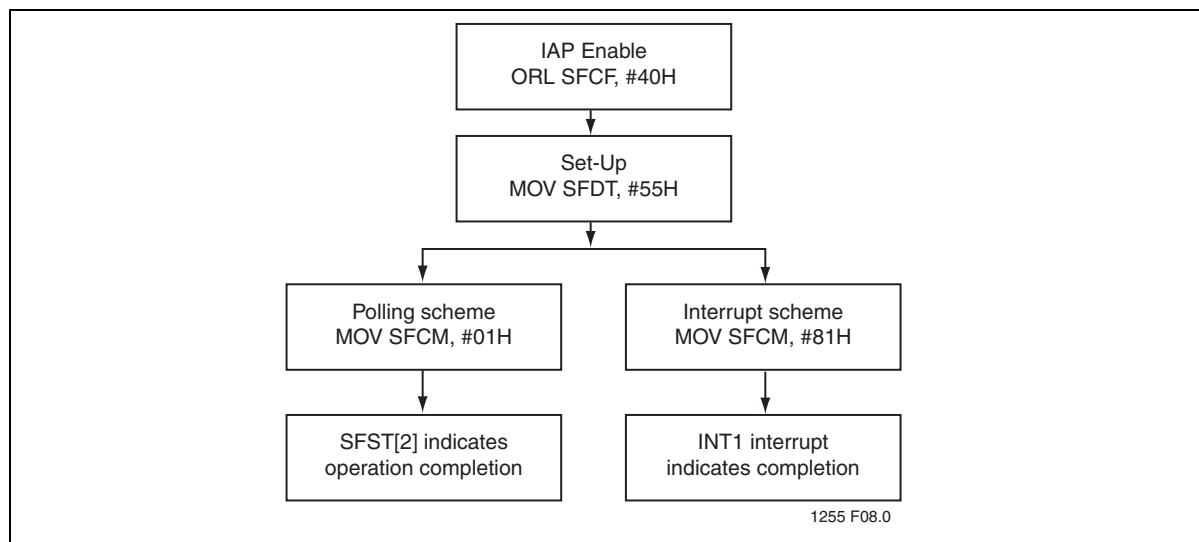 IAP Enable
ORL SFCF, #40H
Set-Up
MOV SFDT, #55H
Polling scheme
MOV SFCM, #01H
Interrupt scheme
MOV SFCM, #81H
SFST[2] indicates
operation completion
INT1 interrupt
indicates completion
1255 F08.0